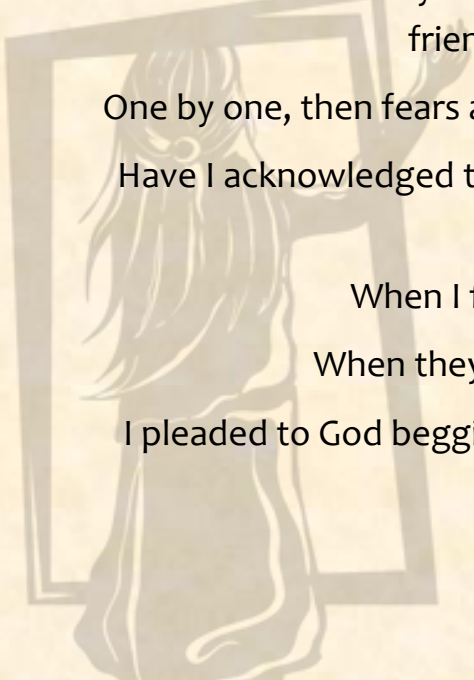 frien
One by one, then fears a
Have I acknowledged t
When I f
When they
I pleaded to God beggi